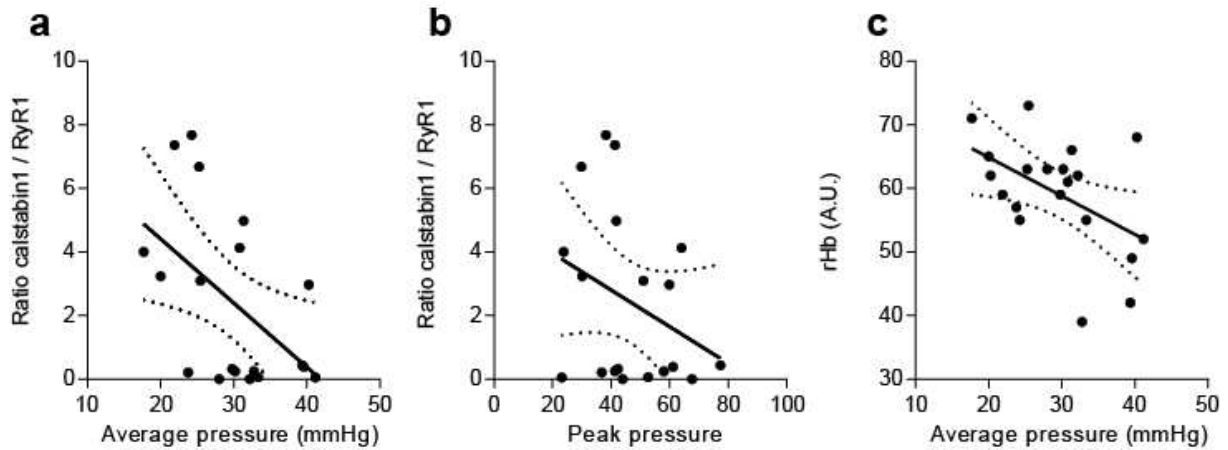 a
Ratio calstabin1 / RyR1
10
8
6
4
2
0
10 20 30 40 50
Average pressure (mmHg)
b
Ratio calstabin1 / RyR1
10
8
6
4
2
0
0 20 40 60 80 100
Peak pressure
c
rHb (A.U.)
80
70
60
50
40
30
10 20 30 40 50
Average pressure (mmHg)